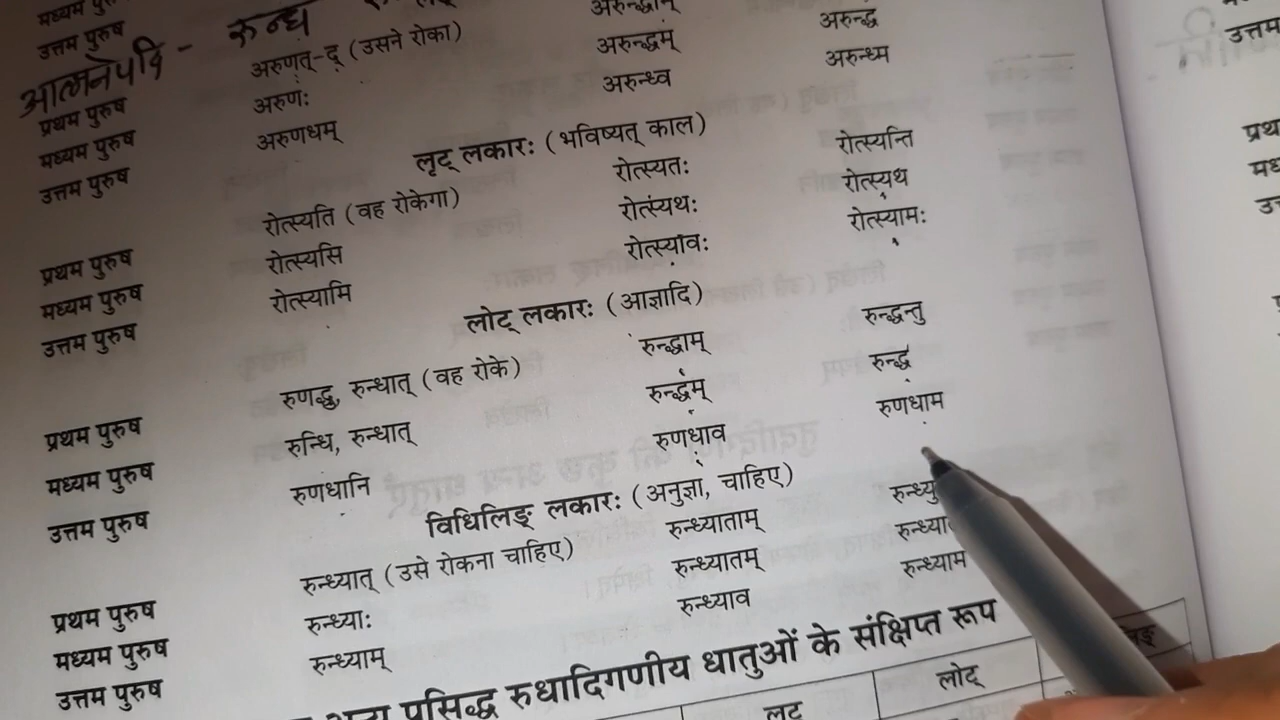 मध्यम पुरुष
उत्तम पुरुष
आत्मनेपदि - रुन्ध
अरुणत्-द् (उसने रोका) अरुन्द्धम् अरुन्द्ध
प्रथम पुरुष अरुणः अरुन्ध्व अरुन्ध्म
मध्यम पुरुष अरुणधम्
उत्तम पुरुष
लृट् लकारः (भविष्यत् काल)
प्रथम पुरुष रोत्स्यति (वह रोकेगा) रोत्स्यतः रोत्स्यन्ति
मध्यम पुरुष रोत्स्यसि रोत्स्यथः रोत्स्यथ
उत्तम पुरुष रोत्स्यामि रोत्स्यावः रोत्स्यामः
लोट् लकारः (आज्ञादि)
प्रथम पुरुष रुणद्धु, रुन्धात् (वह रोके) रुन्द्धाम् रुन्द्धन्तु
मध्यम पुरुष रुन्धि, रुन्धात् रुन्द्धम् रुन्द्ध
उत्तम पुरुष रुणधानि रुणधाव रुणधाम
विधिलिङ् लकारः (अनुज्ञा, चाहिए)
प्रथम पुरुष रुन्ध्यात् (उसे रोकना चाहिए) रुन्ध्याताम्
मध्यम पुरुष रुन्ध्याः रुन्ध्यातम्
उत्तम पुरुष रुन्ध्याम् रुन्ध्याव रुन्ध्याम
प्रसिद्ध रुधादिगणीय धातुओं के संक्षिप्त रूप
लट् लोट्